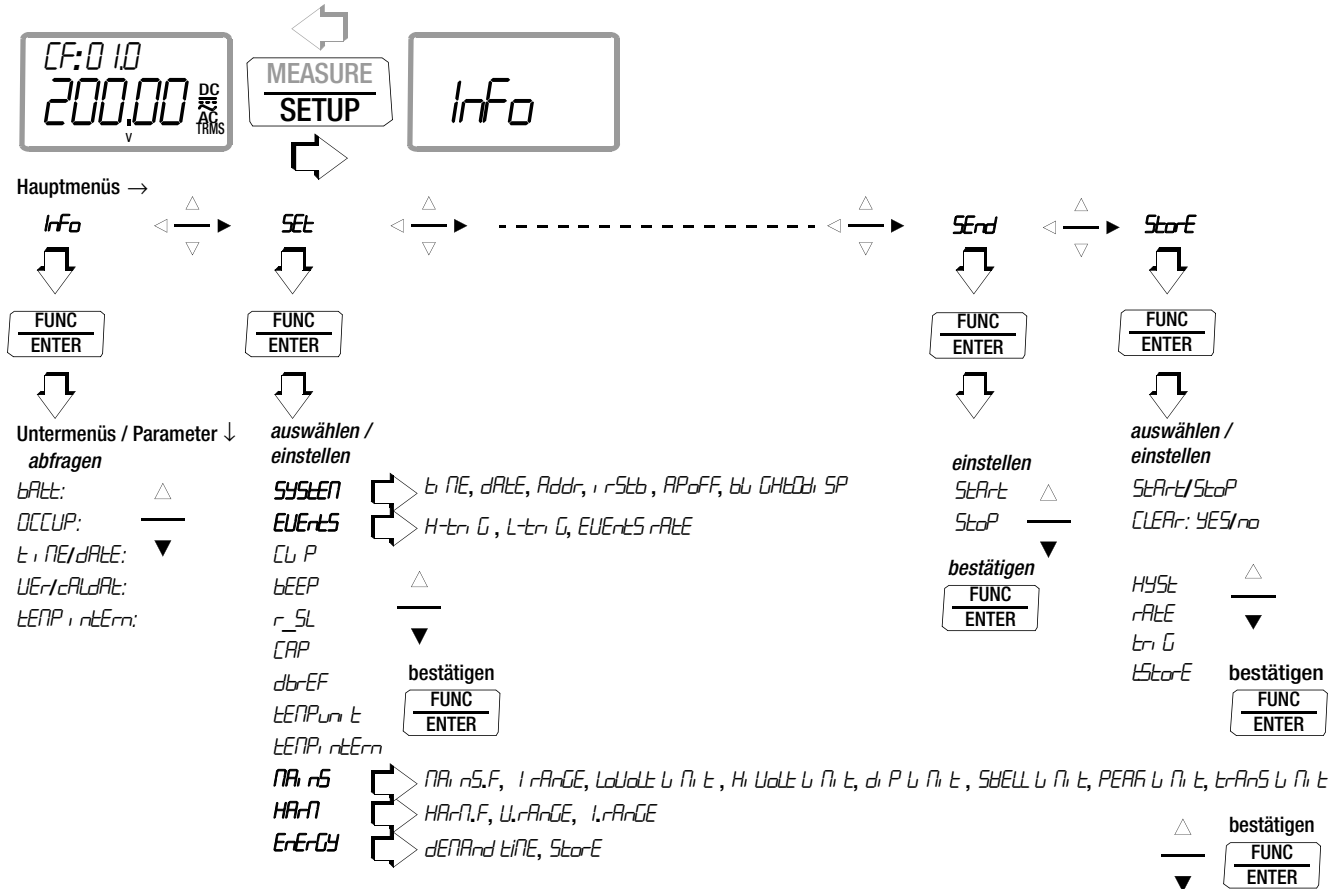 CF:01.0
200.00 DC AC TRMS
V
MEASURE
SETUP
InFo
Hauptmenüs →
InFo SEt SEnd StorE
FUNC
ENTER
FUNC
ENTER
FUNC
ENTER
FUNC
ENTER
Untermenüs / Parameter ↓
abfragen
bAtt:
OCCUP:
tiME/dAtE:
VEr/cALdAt:
tEMP intErn:
auswählen /
einstellen
SYStEM tiME, dAtE, Addr, irStb, APoFF, bLiGHtdiSP
EVEntS H-triG, L-triG, EVEntS rAtE
CLiP
bEEP
r_SL
CAP
dbrEF
tEMPunit
tEMPintErn
MAinS MAinS.F, I rAnGE, LoVoLt LiMit, Hi VoLt LiMit, diP LiMit, SWELL LiMit, PEAK LiMit, trAnS LiMit
HArM HArM.F, U.rAnGE, I.rAnGE
EnErGY dEMAnd tiME, StorE
bestätigen
FUNC
ENTER
einstellen
StArt
StoP
bestätigen
FUNC
ENTER
auswählen /
einstellen
StArt/StoP
CLEAr: YES/no
HYSt
rAtE
triG
tStorE
bestätigen
FUNC
ENTER
bestätigen
FUNC
ENTER